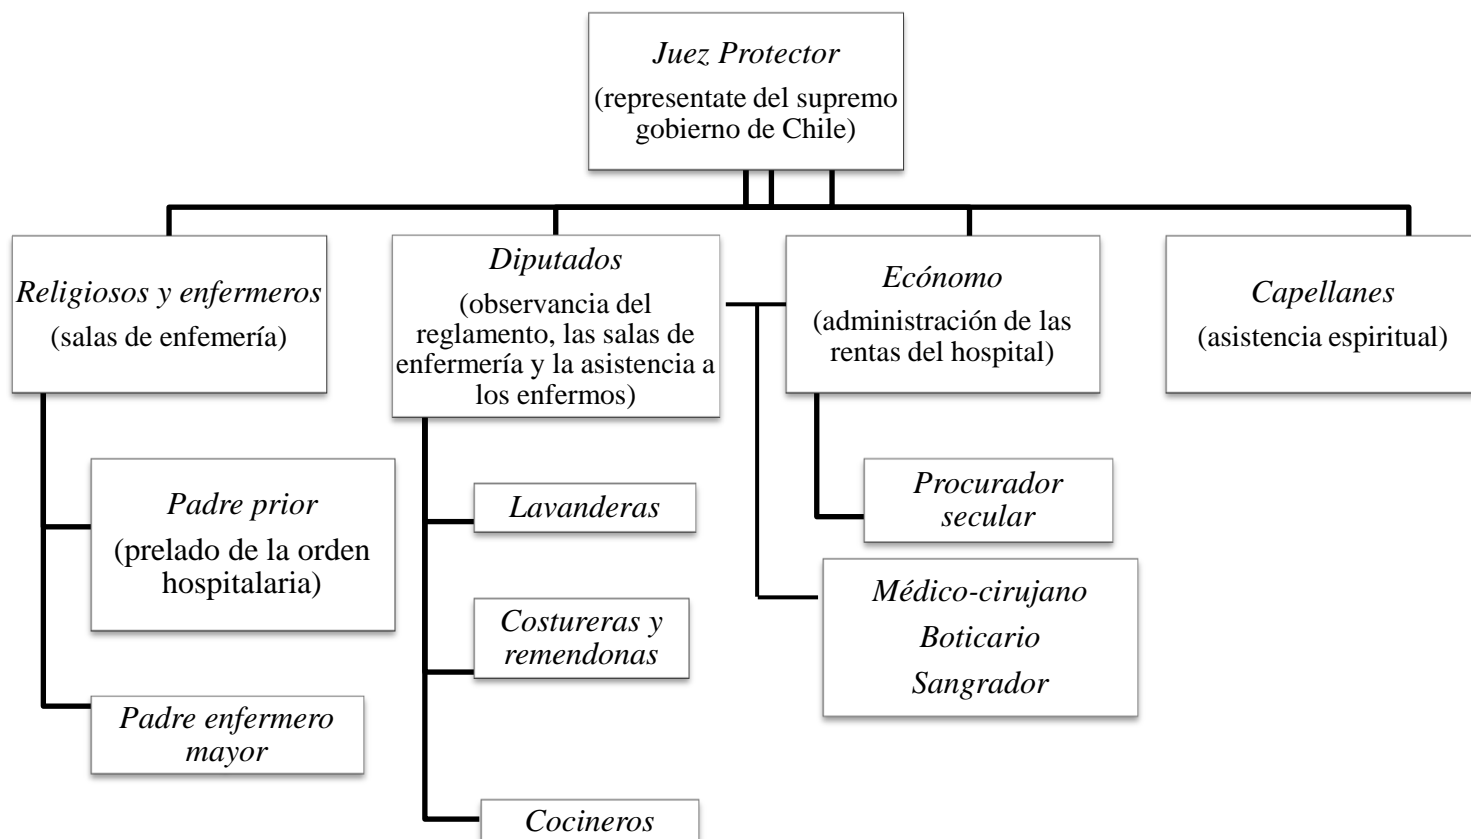 Juez Protector
(representate del supremo
gobierno de Chile)
Religiosos y enfermeros
(salas de enfemería)
Diputados
(observancia del
reglamento, las salas de
enfermería y la asistencia a
los enfermos)
Ecónomo
(administración de las
rentas del hospital)
Capellanes
(asistencia espiritual)
Padre prior
(prelado de la orden
hospitalaria)
Padre enfermero
mayor
Lavanderas
Costureras y
remendonas
Cocineros
Procurador
secular
Médico-cirujano
Boticario
Sangrador